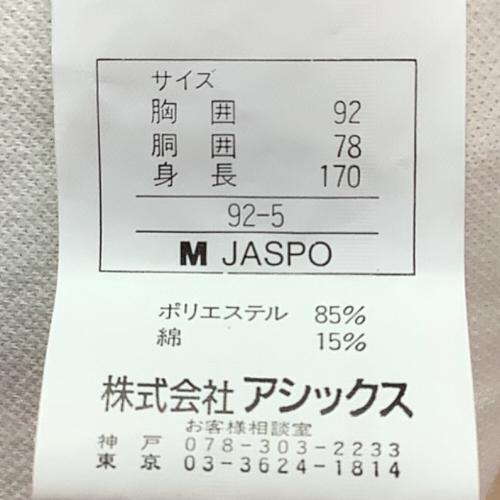 サイズ
胸囲 92
胴囲 78
身長 170
92-5
M JASPO
ポリエステル 85%
綿 15%
株式会社 アシックス
お客様相談室
神戸 078-303-2233
東京 03-3624-1814